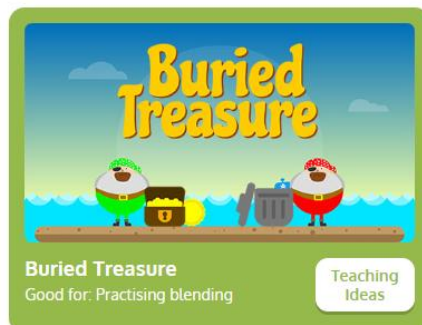 Buried
Treasure
Buried Treasure
Good for: Practising blending
Teaching
Ideas